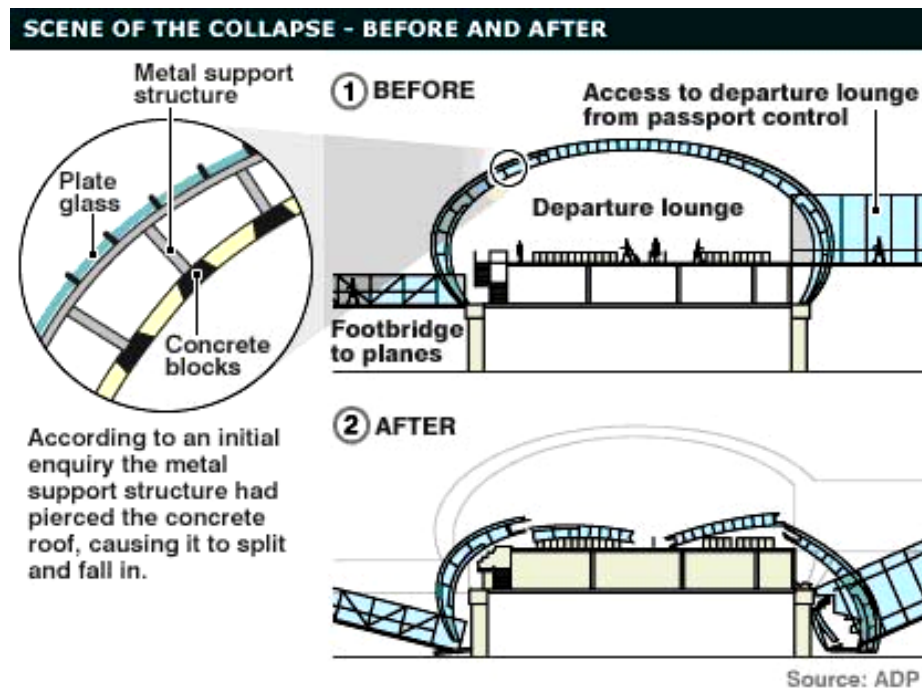 SCENE OF THE COLLAPSE - BEFORE AND AFTER
Metal support
structure
Plate
glass
Concrete
blocks
According to an initial
enquiry the metal
support structure had
pierced the concrete
roof, causing it to split
and fall in.
1 BEFORE
Access to departure lounge
from passport control
Departure lounge
Footbridge
to planes
2 AFTER
Source: ADP